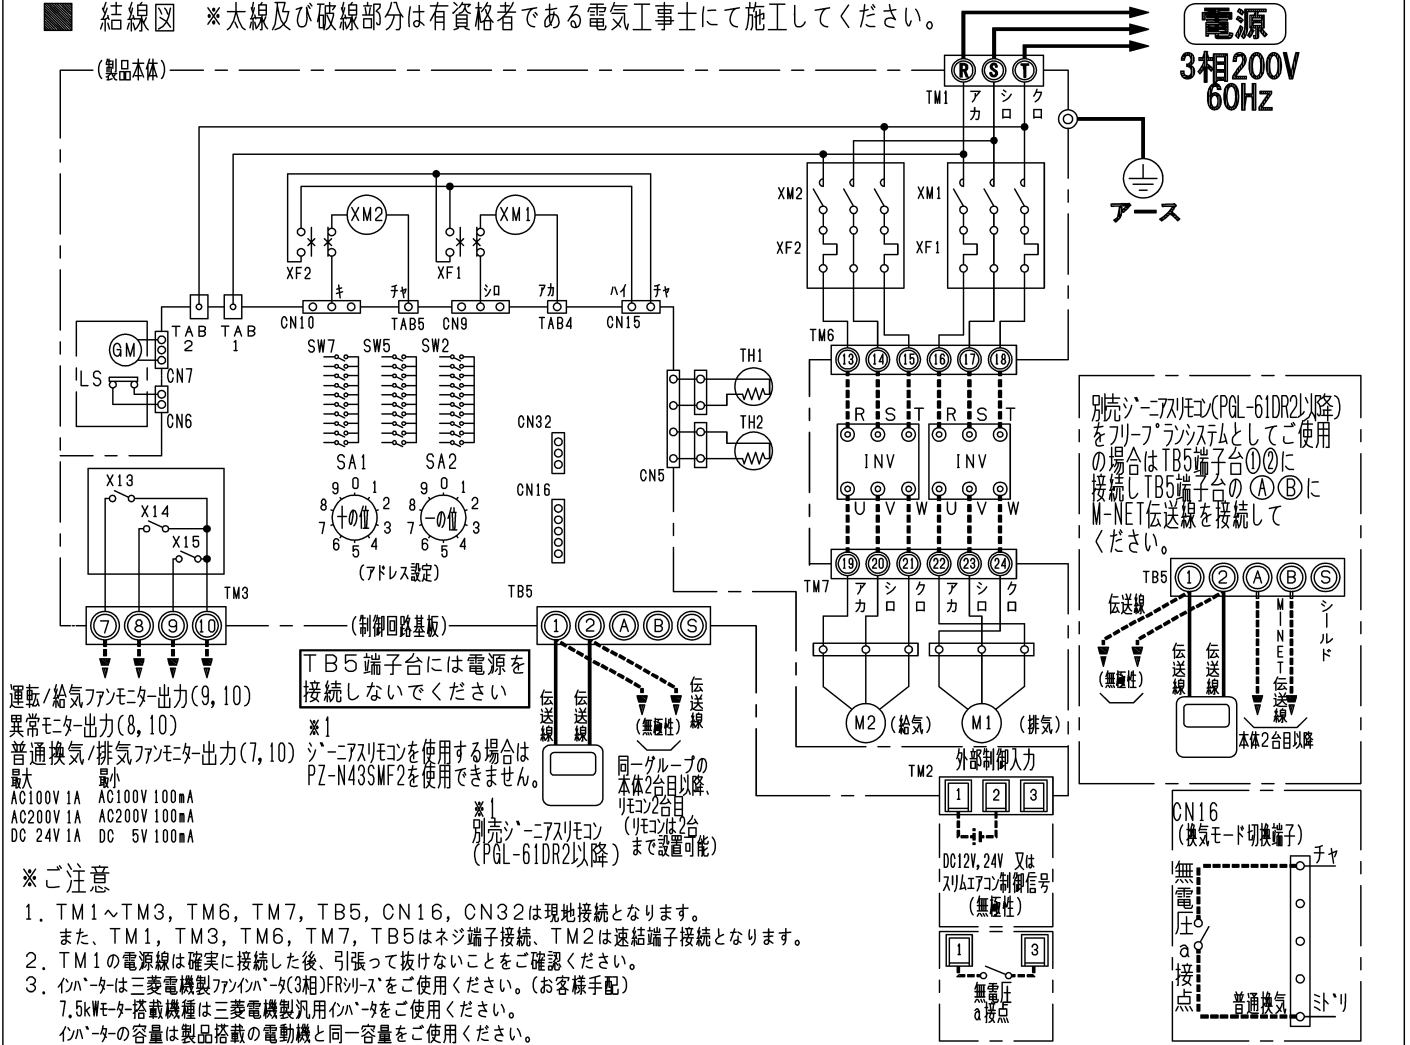 ■ 結線図 ※太線及び破線部分は有資格者である電気工事士にて施工してください。
電源
3相200V
60Hz
(製品本体)
R S T
TM1
アカ シロ クロ
アース
XM2 XM1
XF2 XF1
XM2 XM1
XF2 XF1
キ チャ シロ アカ ハイ チャ
TAB2 TAB1 CN10 TAB5 CN9 TAB4 CN15
GM
LS
CN7
CN6
SW7 SW5 SW2
TH1
TH2
CN5
CN32
CN16
SA1 SA2
0 1 2 3 4 5 6 7 8 9
十の位
0 1 2 3 4 5 6 7 8 9
一の位
(アドレス設定)
TM6
⑬ ⑭ ⑮ ⑯ ⑰ ⑱
R S T R S T
INV INV
U V W U V W
⑲ ⑳ ㉑ ㉒ ㉓ ㉔
TM7
アカ シロ クロ アカ シロ クロ
M2 (給気) M1 (排気)
X13
X14
X15
TM3
⑦ ⑧ ⑨ ⑩
(制御回路基板)
TB5
① ② Ⓐ Ⓑ Ⓢ
TB5端子台には電源を
接続しないでください
運転/給気ファンモニター出力(9,10)
異常モニター出力(8,10)
普通換気/排気ファンモニター出力(7,10)
最大 最小
AC100V 1A AC100V 100mA
AC200V 1A AC200V 100mA
DC 24V 1A DC 5V 100mA
※1
ジーニアスリモコンを使用する場合は
PZ-N43SMF2を使用できません。
伝送線 伝送線 伝送線
(無極性)
※1
別売ジーニアスリモコン
(PGL-61DR2以降)
同一グループの
本体2台目以降、
リモコン2台目
(リモコンは2台
まで設置可能)
別売ジーニアスリモコン(PGL-61DR2以降)
をフリープランシステムとしてご使用
の場合はTB5端子台①②に
接続しTB5端子台の Ⓐ Ⓑに
M-NET伝送線を接続して
ください。
TB5
① ② Ⓐ Ⓑ Ⓢ
伝送線
(無極性)
伝送線 伝送線
M-NET伝送線
シールド
本体2台目以降
外部制御入力
TM2
1 2 3
DC12V,24V 又は
スリムエアコン制御信号
(無極性)
1 3
無電圧
a接点
CN16
(換気モード切換端子)
チャ
無電圧a接点
普通換気
ミドリ
※ご注意
1. TM1～TM3, TM6, TM7, TB5, CN16, CN32は現地接続となります。
また、TM1, TM3, TM6, TM7, TB5はネジ端子接続、TM2は速結端子接続となります。
2. TM1の電源線は確実に接続した後、引張って抜けないことをご確認ください。
3. インバーターは三菱電機製ファンインバータ(3相)FRシリーズをご使用ください。(お客様手配)
7.5kWモーター搭載機種は三菱電機製汎用インバータをご使用ください。
インバーターの容量は製品搭載の電動機と同一容量をご使用ください。